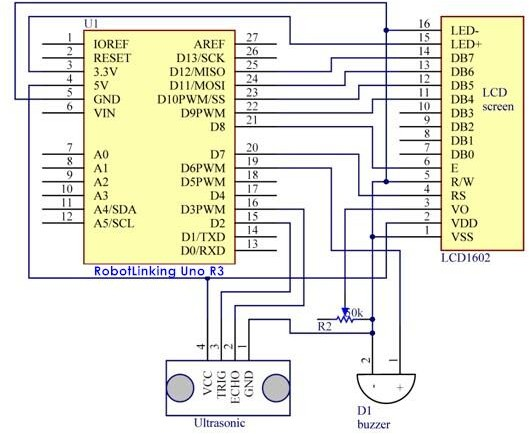 U1
1 IOREF AREF 27
2 RESET D13/SCK 26
3 3.3V D12/MISO 25
4 5V D11/MOSI 24
5 GND D10PWM/SS 23
6 VIN D9PWM 22
D8 21
7 A0 D7 20
8 A1 D6PWM 19
9 A2 D5PWM 18
10 A3 D4 17
11 A4/SDA D3PWM 16
12 A5/SCL D2 15
D1/TXD 14
D0/RXD 13
RobotLinking Uno R3
16 LED-
15 LED+
14 DB7
13 DB6
12 DB5
11 DB4
10 DB3
9 DB2
8 DB1
7 DB0
6 E
5 R/W
4 RS
3 VO
2 VDD
1 VSS
LCD
screen
LCD1602
50k
R2
4 3 2 1
VCC TRIG ECHO GND
Ultrasonic
2 1
- +
D1
buzzer